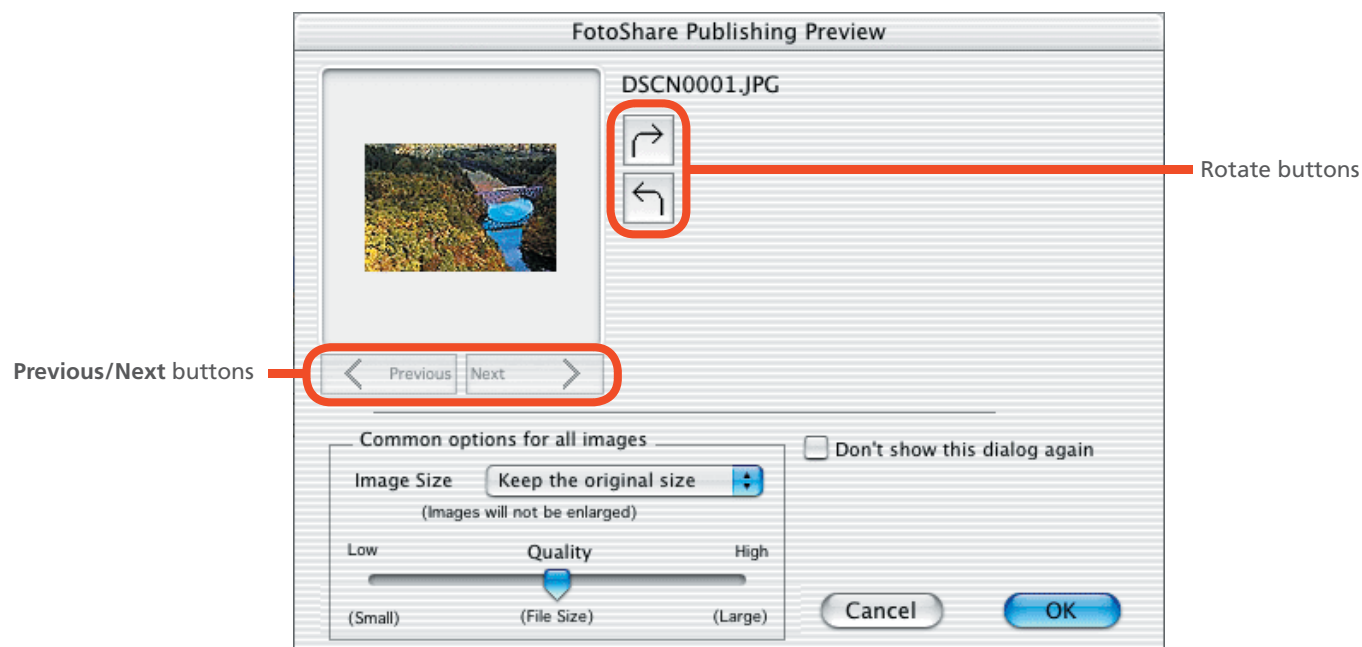 FotoShare Publishing Preview
DSCN0001.JPG
Rotate buttons
Previous/Next buttons
Previous
Next
Common options for all images
Don't show this dialog again
Image Size
Keep the original size
(Images will not be enlarged)
Low
Quality
High
(Small)
(File Size)
(Large)
Cancel
OK